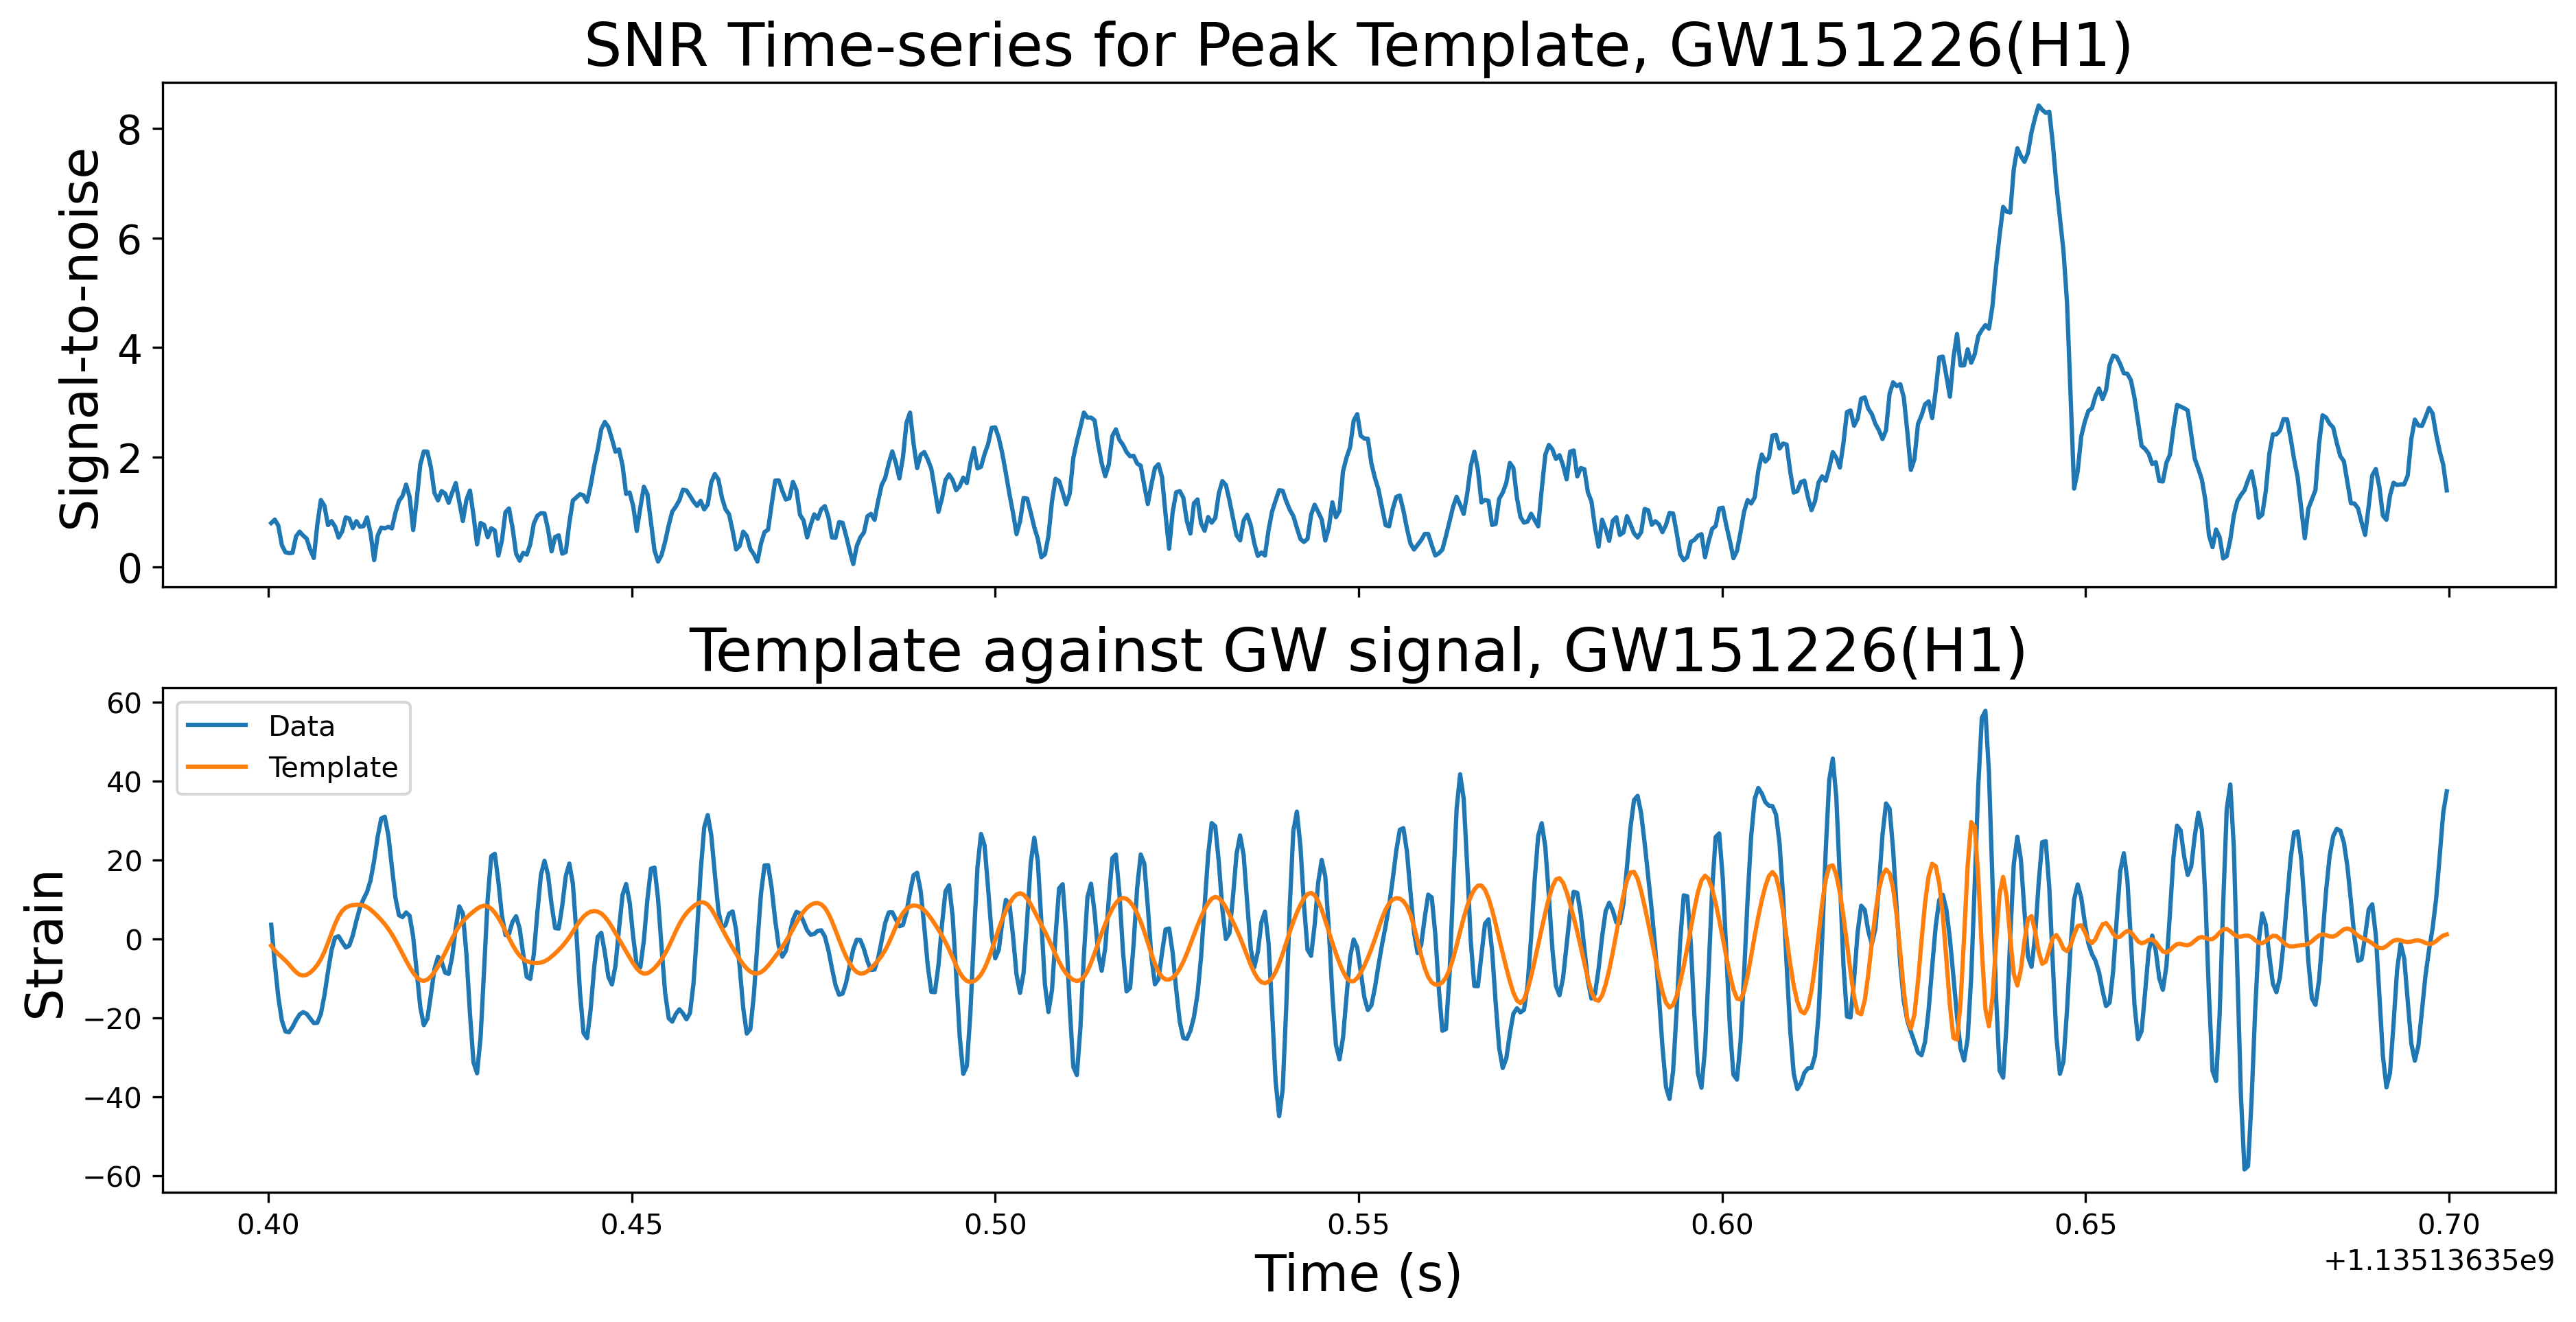 SNR Time-series for Peak Template, GW151226(H1)
Signal-to-noise
8
6
4
2
0
Template against GW signal, GW151226(H1)
Strain
60
40
20
0
−20
−40
−60
Data
Template
0.40 0.45 0.50 0.55 0.60 0.65 0.70
+1.13513635e9
Time (s)